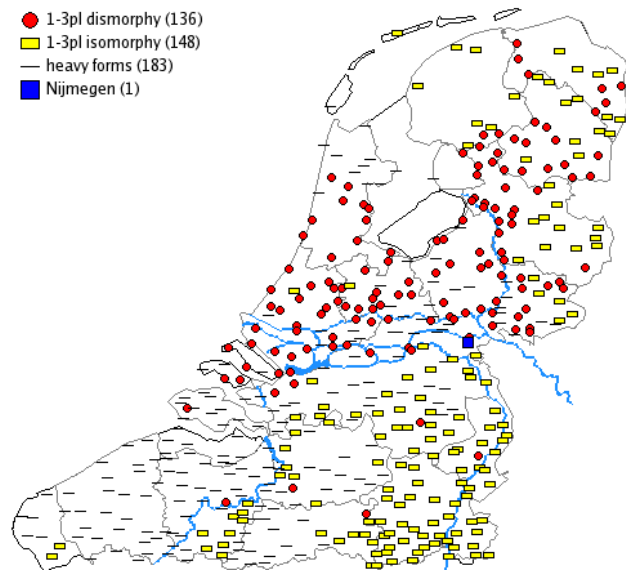 1-3pl dismorphy (136)
1-3pl isomorphy (148)
heavy forms (183)
Nijmegen (1)